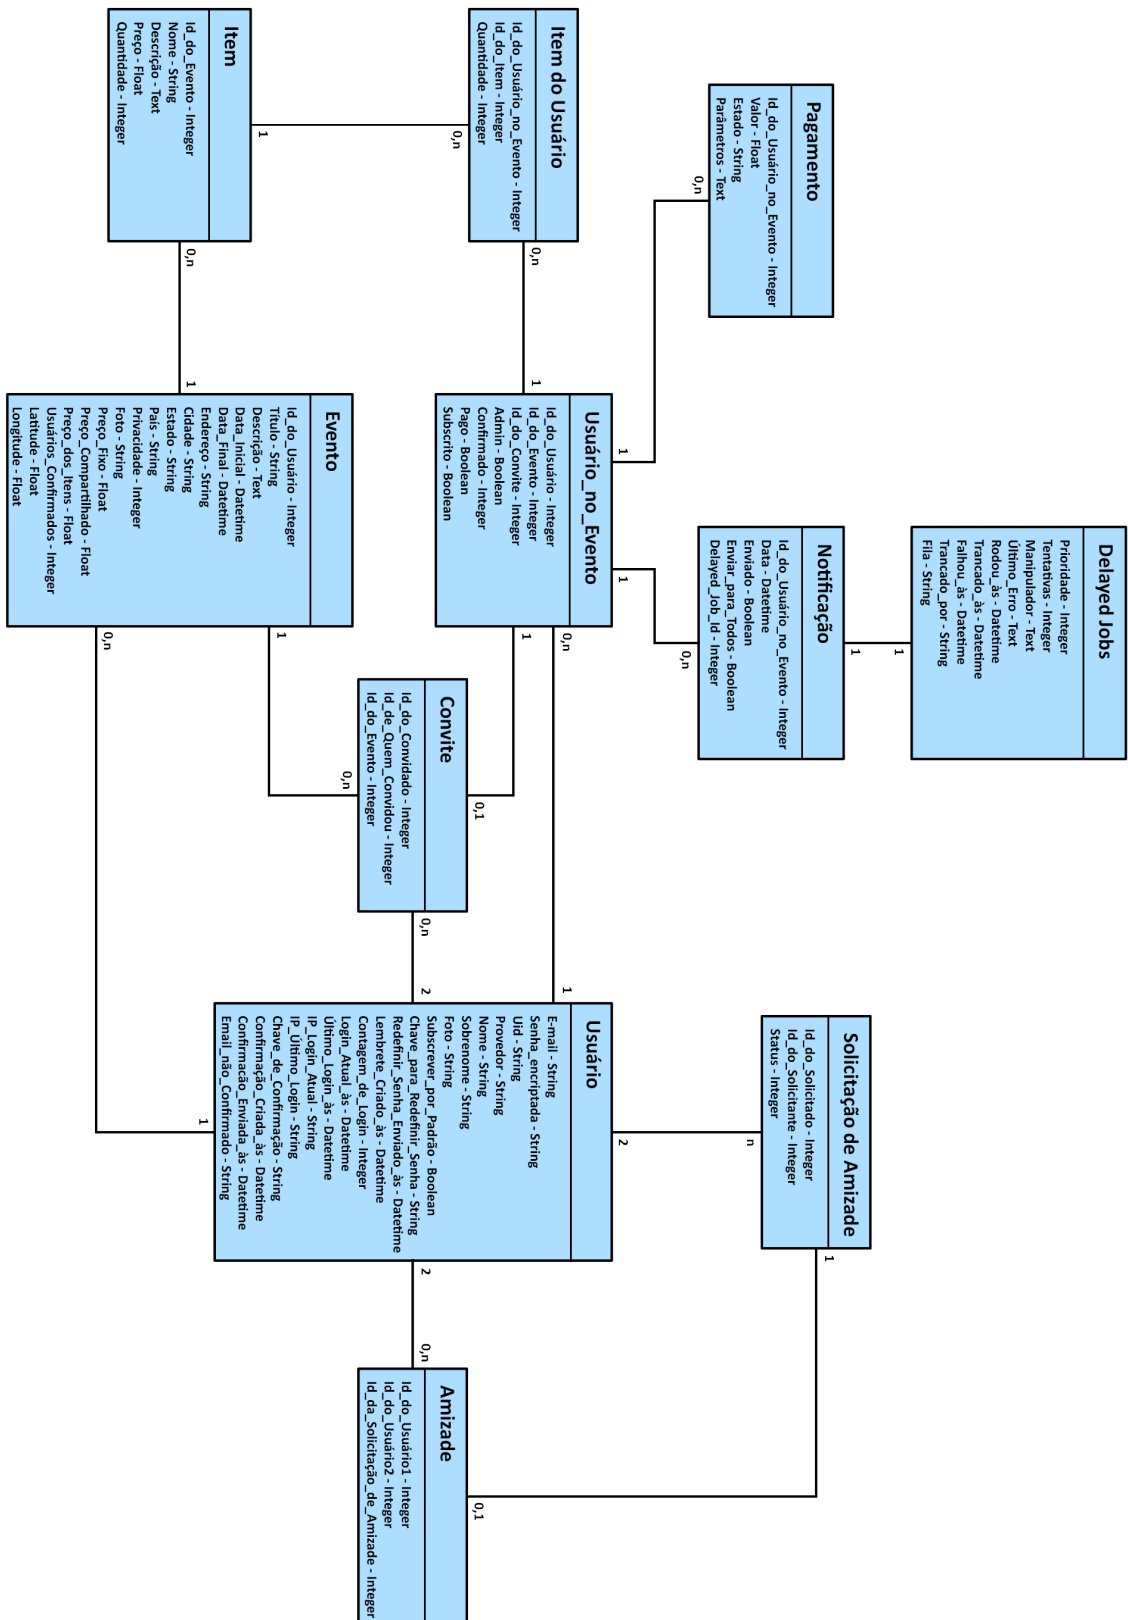 Delayed Jobs
Prioridade - Integer
Tentativas - Integer
Manipulador - Text
Último_Erro - Text
Rodou_às - Datetime
Trancado_às - Datetime
Falhou_às - Datetime
Trancado_por - String
Fila - String
1
1
Pagamento
Id_do_Usuário_no_Evento - Integer
Valor - Float
Estado - String
Parâmetros - Text
0,n
Notificação
Id_do_Usuário_no_Evento - Integer
Data - Datetime
Enviado - Boolean
Enviar_para_Todos - Boolean
Delayed_Job_Id - Integer
0,n
Solicitação de Amizade
Id_do_Solicitado - Integer
Id_do_Solicitante - Integer
Status - Integer
n
1
Item do Usuário
Id_do_Usuário_no_Evento - Integer
Id_do_Item - Integer
Quantidade - Integer
0,n
0,n
1
1
1
Usuário_no_Evento
Id_do_Usuário - Integer
Id_do_Evento - Integer
Id_do_Convite - Integer
Admin - Boolean
Confirmado - Integer
Pago - Boolean
Subscrito - Boolean
0,n
1
1
2
Usuário
E-mail - String
Senha_encriptada - String
Uid - String
Provedor - String
Nome - String
Sobrenome - String
Foto - String
Subscrever_por_Padrão - Boolean
Chave_para_Redefinir_Senha - String
Redefinir_Senha_Enviado_às - Datetime
Lembrete_Criado_às - Datetime
Contagem_de_Login - Integer
Login_Atual_às - Datetime
Último_Login_às - Datetime
IP_Login_Atual - String
IP_Último_Login - String
Chave_de_Confirmação - String
Confirmação_Criada_às - Datetime
Confirmacão_Enviada_às - Datetime
Email_não_Confirmado - String
0,1
Convite
Id_do_Convidado - Integer
Id_de_Quem_Convidou - Integer
Id_do_Evento - Integer
0,n
2
0,n
2
0,n
0,1
Amizade
Id_do_Usuário1 - Integer
Id_do_Usuário2 - Integer
Id_da_Solicitação_de_Amizade - Integer
1
Item
Id_do_Evento - Integer
Nome - String
Descrição - Text
Preço - Float
Quantidade - Integer
0,n
1
Evento
Id_do_Usuário - Integer
Título - String
Descrição - Text
Data_Inicial - Datetime
Data_Final - Datetime
Endereço - String
Cidade - String
Estado - String
País - String
Privacidade - Integer
Foto - String
Preço_Fixo - Float
Preço_Compartilhado - Float
Preço_dos_Itens - Float
Usuários_Confirmados - Integer
Latitude - Float
Longitude - Float
1
0,n
1